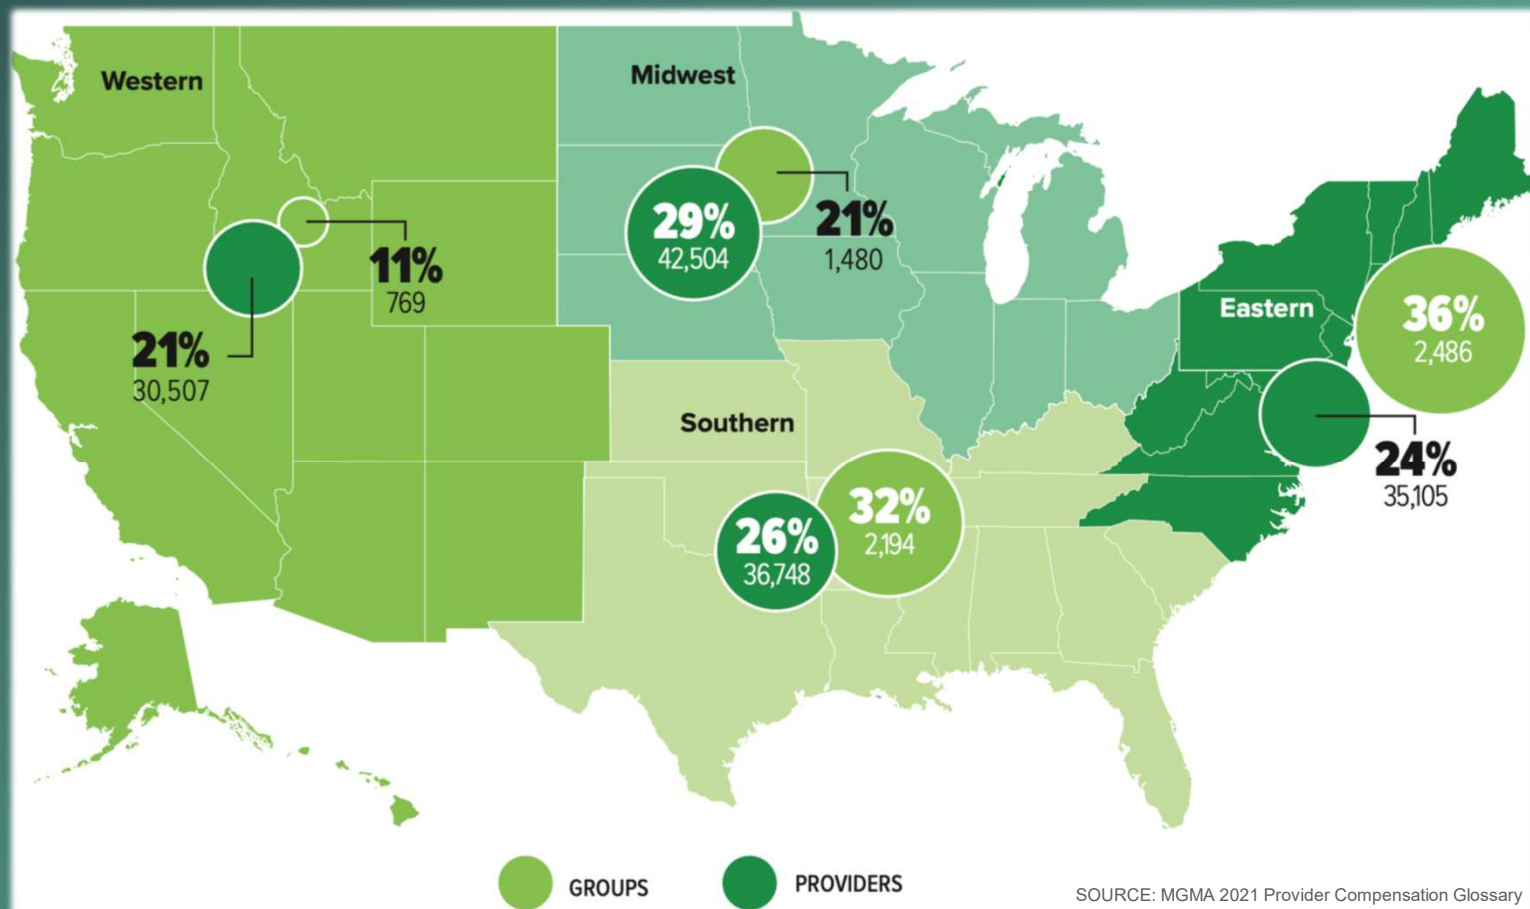 Western
11%
769
21%
30,507
Midwest
29%
42,504
21%
1,480
Southern
26%
36,748
32%
2,194
Eastern
36%
2,486
24%
35,105
GROUPS
PROVIDERS
SOURCE: MGMA 2021 Provider Compensation Glossary